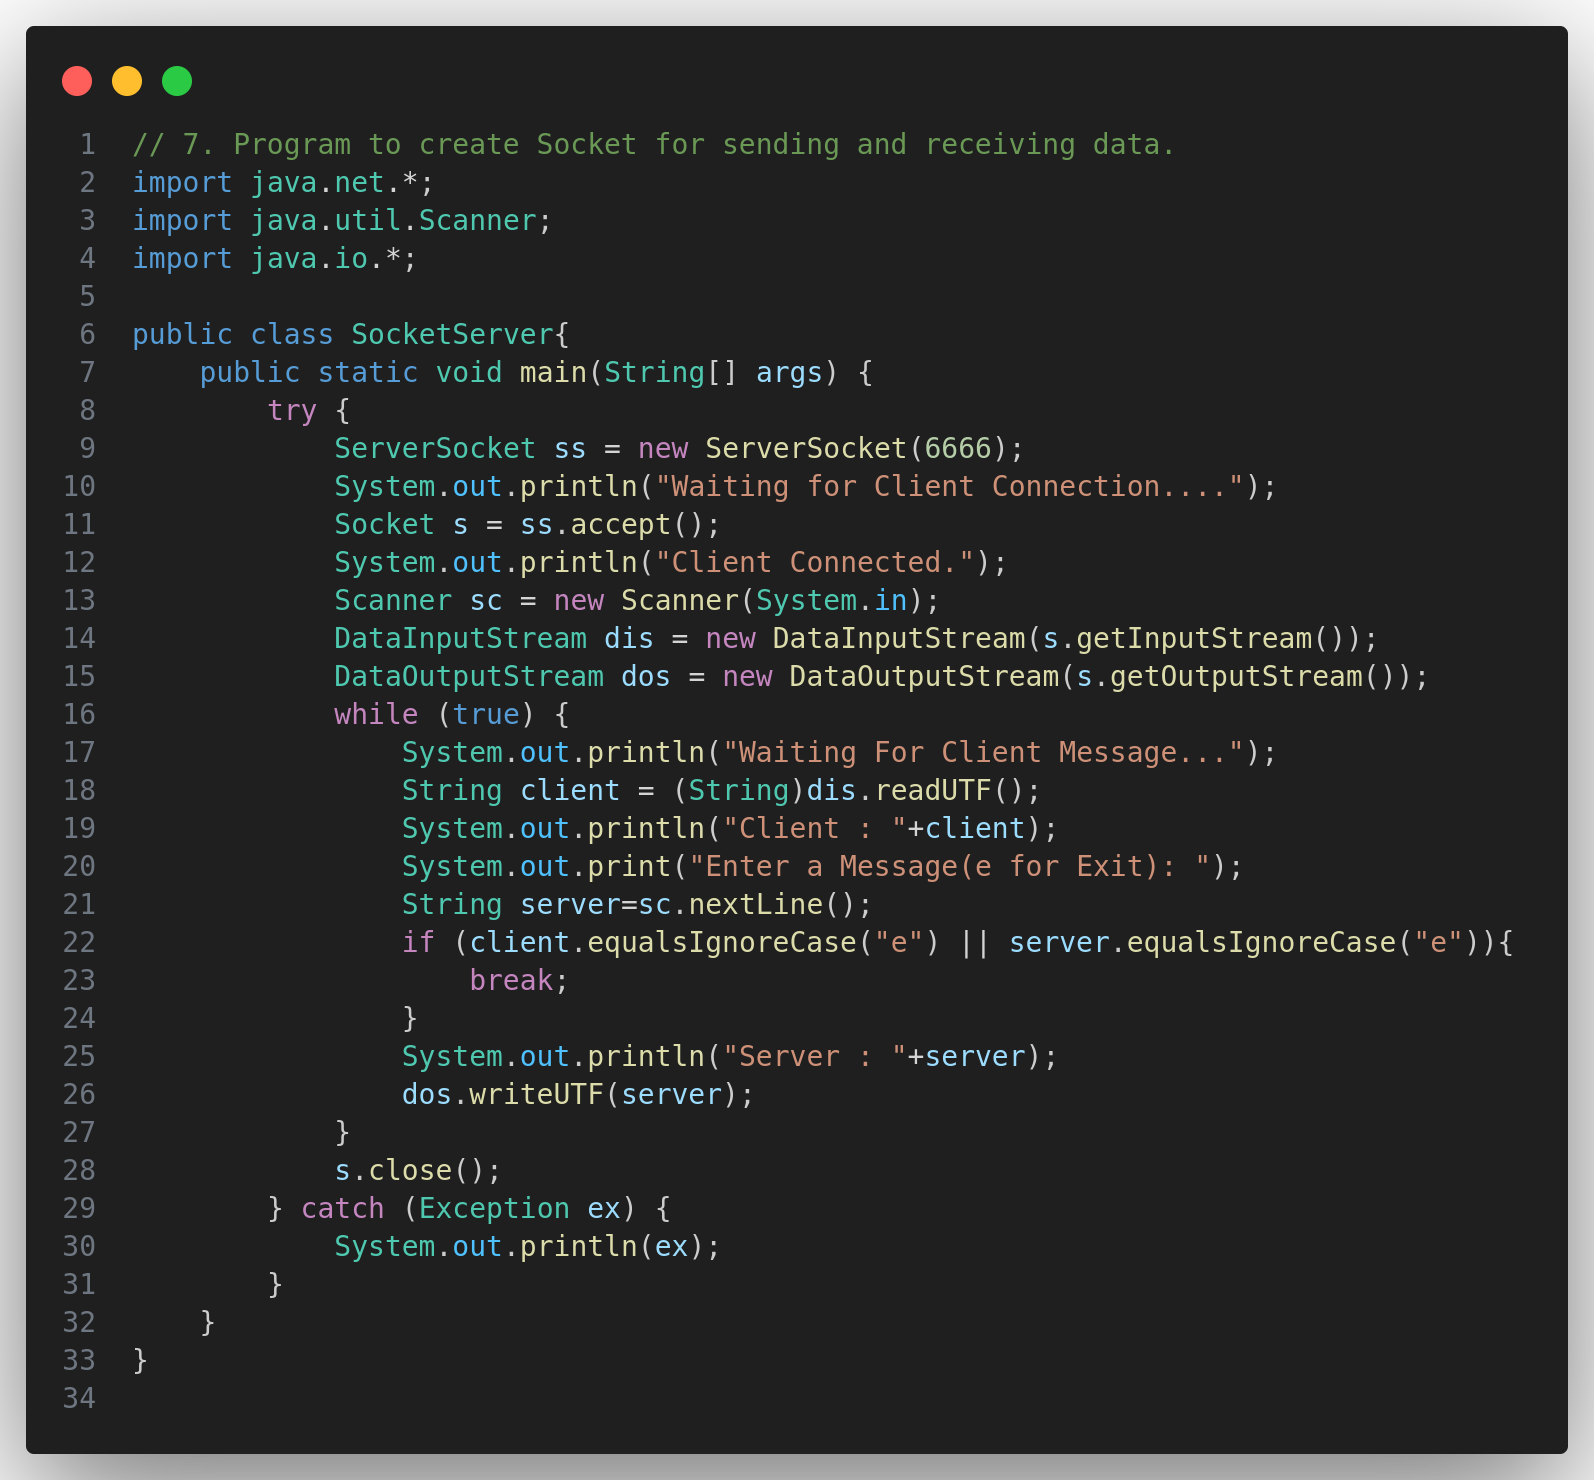 1 // 7. Program to create Socket for sending and receiving data.
2 import java.net.*;
3 import java.util.Scanner;
4 import java.io.*;
5
6 public class SocketServer{
7     public static void main(String[] args) {
8         try {
9             ServerSocket ss = new ServerSocket(6666);
10             System.out.println("Waiting for Client Connection....");
11             Socket s = ss.accept();
12             System.out.println("Client Connected.");
13             Scanner sc = new Scanner(System.in);
14             DataInputStream dis = new DataInputStream(s.getInputStream());
15             DataOutputStream dos = new DataOutputStream(s.getOutputStream());
16             while (true) {
17                 System.out.println("Waiting For Client Message...");
18                 String client = (String)dis.readUTF();
19                 System.out.println("Client : "+client);
20                 System.out.print("Enter a Message(e for Exit): ");
21                 String server=sc.nextLine();
22                 if (client.equalsIgnoreCase("e") || server.equalsIgnoreCase("e")){
23                     break;
24                 }
25                 System.out.println("Server : "+server);
26                 dos.writeUTF(server);
27             }
28             s.close();
29         } catch (Exception ex) {
30             System.out.println(ex);
31         }
32     }
33 }
34